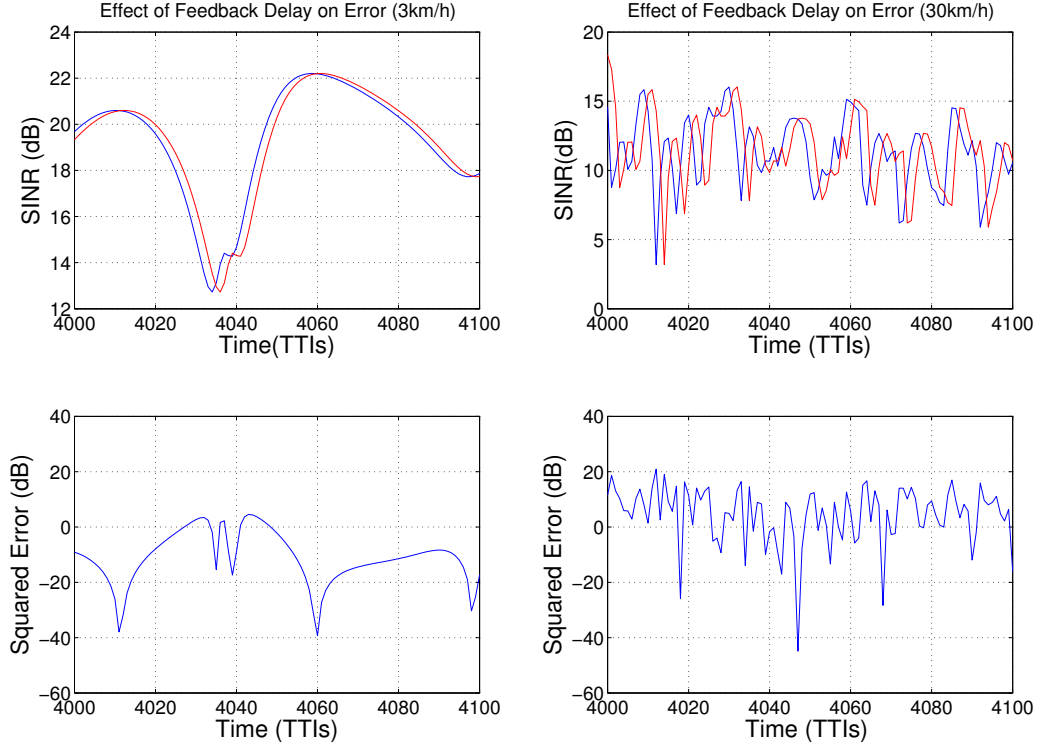 Effect of Feedback Delay on Error (3km/h)
24
22
20
18
16
14
12
4000 4020 4040 4060 4080 4100
SINR (dB)
Time(TTIs)
Effect of Feedback Delay on Error (30km/h)
20
15
10
5
0
4000 4020 4040 4060 4080 4100
SINR(dB)
Time (TTIs)
40
20
0
−20
−40
−60
4000 4020 4040 4060 4080 4100
Squared Error (dB)
Time (TTIs)
40
20
0
−20
−40
−60
4000 4020 4040 4060 4080 4100
Squared Error (dB)
Time (TTIs)